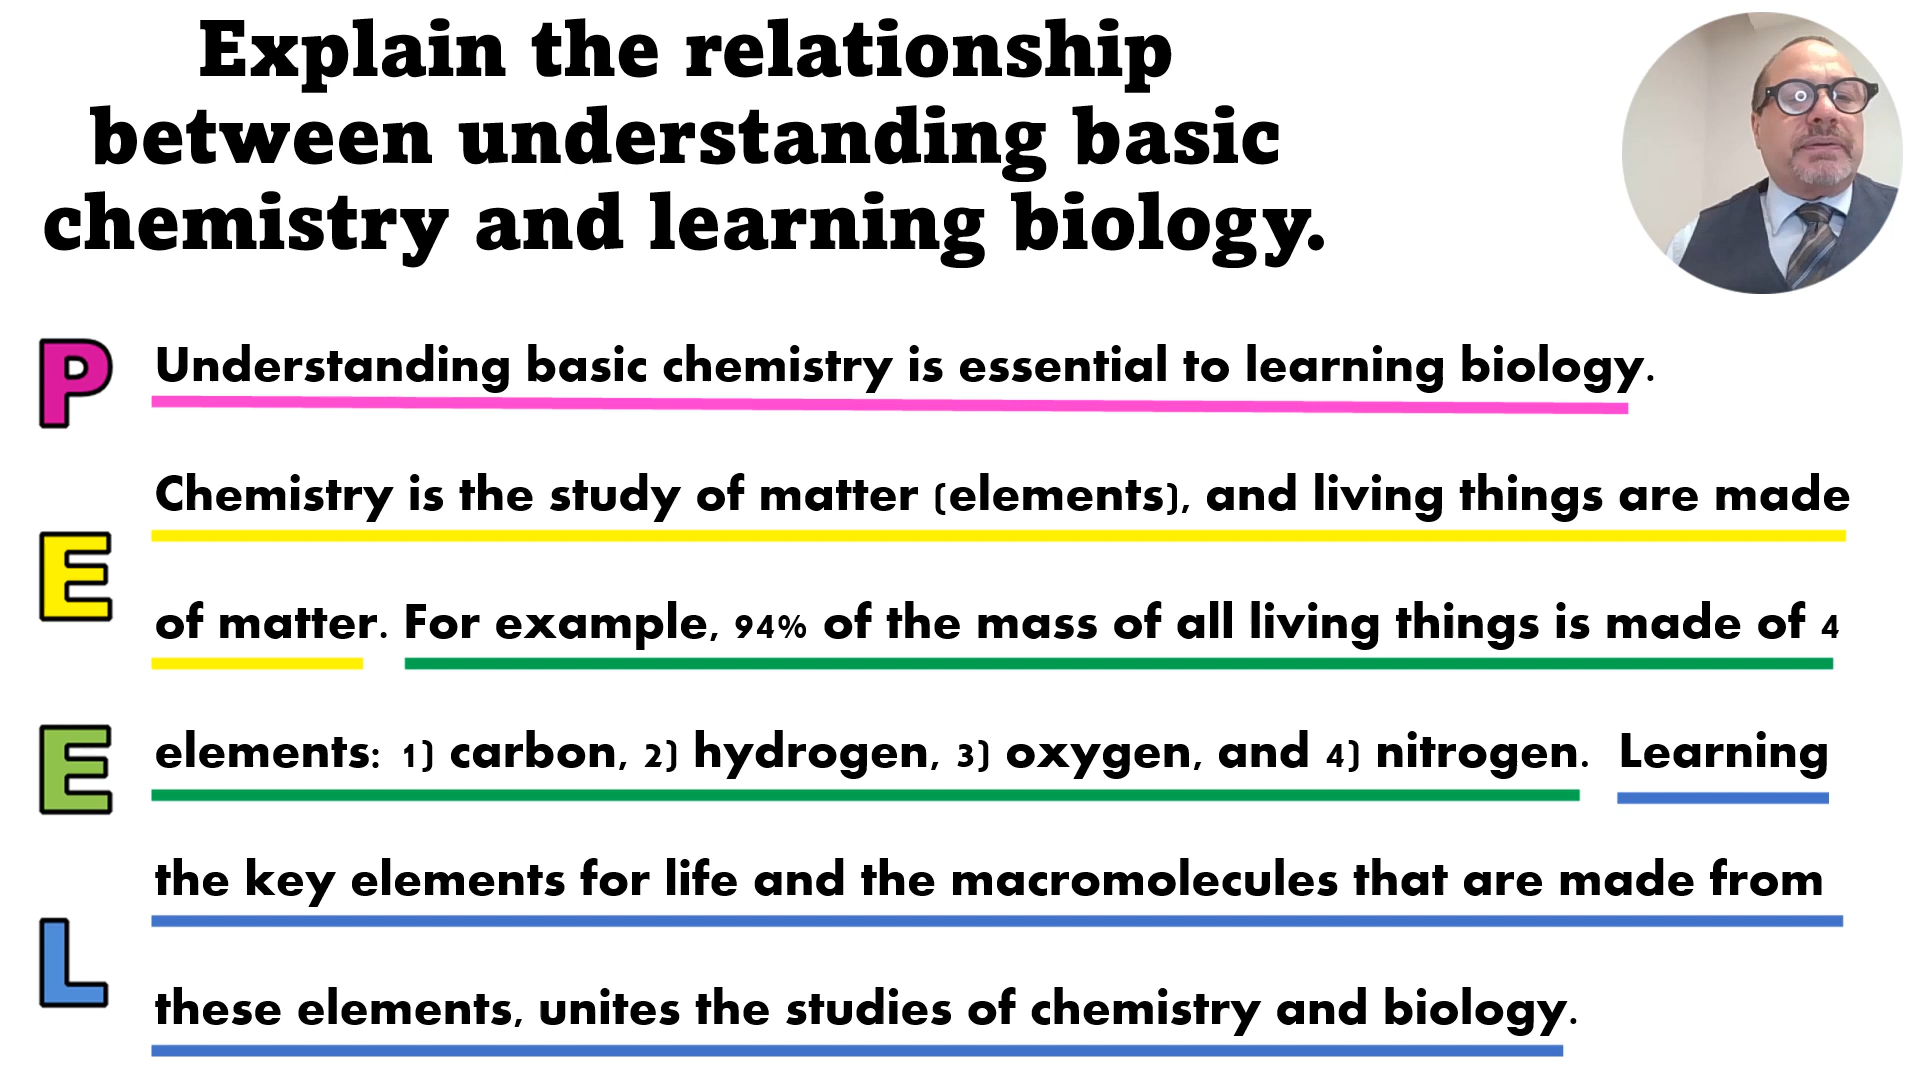 Explain the relationship
between understanding basic
chemistry and learning biology.
P
Understanding basic chemistry is essential to learning biology.
Chemistry is the study of matter (elements), and living things are made
E
of matter. For example, 94% of the mass of all living things is made of 4
E
elements: 1) carbon, 2) hydrogen, 3) oxygen, and 4) nitrogen. Learning
the key elements for life and the macromolecules that are made from
L
these elements, unites the studies of chemistry and biology.